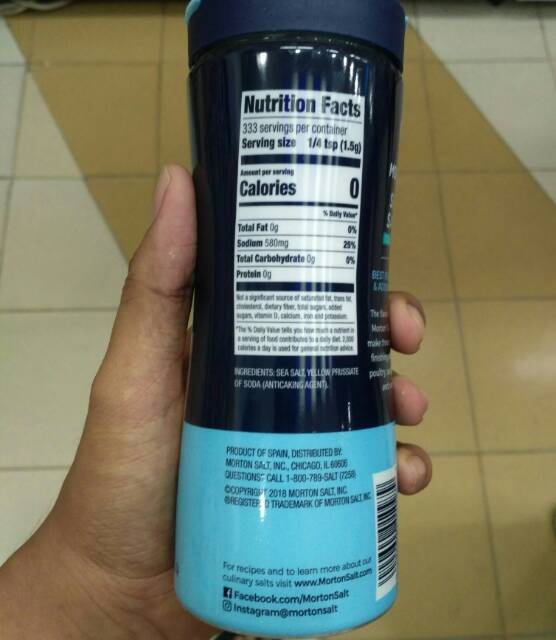 Nutrition Facts
333 servings per container
Serving size 1/4 tsp (1.5g)
Amount per serving
Calories 0
% Daily Value*
Total Fat 0g 0%
Sodium 580mg 25%
Total Carbohydrate 0g 0%
Protein 0g
Not a significant source of saturated fat, trans fat,
cholesterol, dietary fiber, total sugars, added
sugars, vitamin D, calcium, iron and potassium.
*The % Daily Value tells you how much a nutrient in
a serving of food contributes to a daily diet. 2,000
calories a day is used for general nutrition advice.
INGREDIENTS: SEA SALT, YELLOW PRUSSIATE
OF SODA (ANTICAKING AGENT).
PRODUCT OF SPAIN, DISTRIBUTED BY:
MORTON SALT, INC., CHICAGO, IL 60606
QUESTIONS? CALL 1-800-789-SALT (7258)
©COPYRIGHT 2018 MORTON SALT, INC.
®REGISTERED TRADEMARK OF MORTON SALT, INC.
For recipes and to learn more about our
culinary salts visit www.MortonSalt.com
Facebook.com/MortonSalt
Instagram@mortonsalt
BEST
The
Morton
make
finishing
poultry